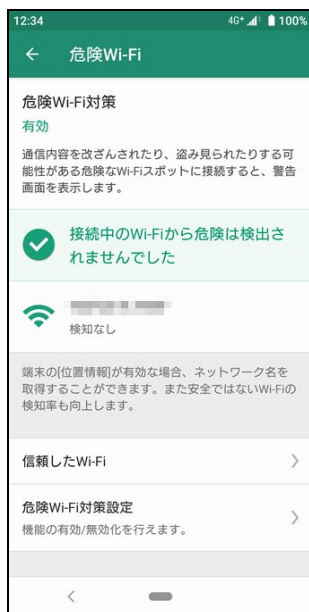 12:34 4G+ 100%
危険Wi-Fi
危険Wi-Fi対策
有効
通信内容を改ざんされたり、盗み見られたりする可
能性がある危険なWi-Fiスポットに接続すると、警告
画面を表示します。
接続中のWi-Fiから危険は検出さ
れませんでした
検知なし
端末の[位置情報]が有効な場合、ネットワーク名を
取得することができます。また安全ではないWi-Fiの
検知率も向上します。
信頼したWi-Fi
危険Wi-Fi対策設定
機能の有効/無効化を行えます。